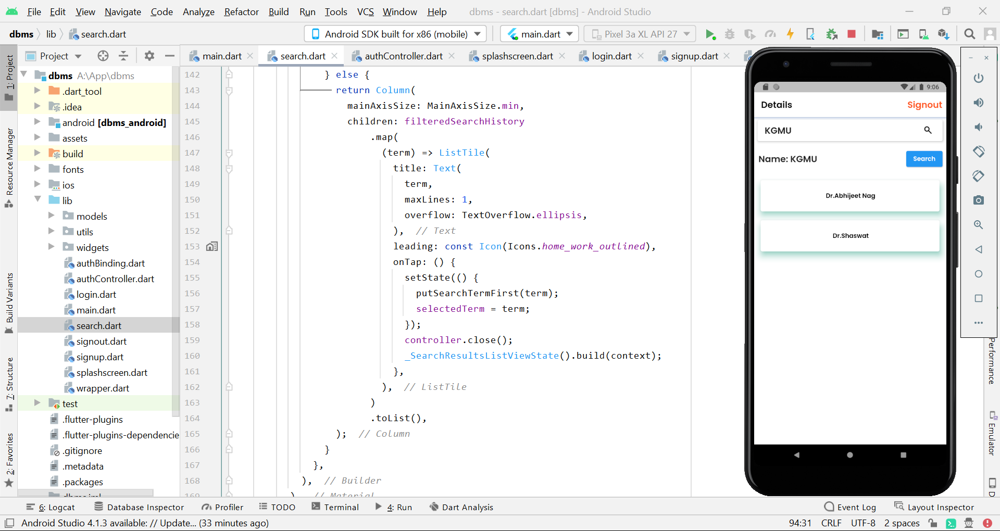 File Edit View Navigate Code Analyze Refactor Build Run Tools VCS Window Help dbms - search.dart [dbms] - Android Studio
dbms lib search.dart Android SDK built for x86 (mobile) main.dart Pixel 3a XL API 27
1: Project
Resource Manager
Build Variants
7: Structure
2: Favorites
Project
dbms A:\App\dbms
.dart_tool
.idea
android [dbms_android]
assets
build
fonts
ios
lib
models
utils
widgets
authBinding.dart
authController.dart
login.dart
main.dart
search.dart
signout.dart
signup.dart
splashscreen.dart
wrapper.dart
test
.flutter-plugins
.flutter-plugins-dependencie
.gitignore
.metadata
.packages
main.dart search.dart authController.dart splashscreen.dart login.dart signup.dart
142 } else {
143 return Column(
144 mainAxisSize: MainAxisSize.min,
145 children: filteredSearchHistory
146 .map(
147 (term) => ListTile(
148 title: Text(
149 term,
150 maxLines: 1,
151 overflow: TextOverflow.ellipsis,
152 ), // Text
153 leading: const Icon(Icons.home_work_outlined),
154 onTap: () {
155 setState(() {
156 putSearchTermFirst(term);
157 selectedTerm = term;
158 });
159 controller.close();
160 _SearchResultsListViewState().build(context);
161 },
162 ), // ListTile
163 )
164 .toList(),
165 ); // Column
166 }
167 },
168 ), // Builder
169 ) // Material
9:06
Details Signout
KGMU
Name: KGMU Search
Dr.Abhijeet Nag
Dr.Shaswat
Performance
Emulator
D
6: Logcat Database Inspector Profiler TODO Terminal 4: Run Dart Analysis Event Log Layout Inspector
Android Studio 4.1.3 available: // Update... (33 minutes ago) 94:31 CRLF UTF-8 2 spaces